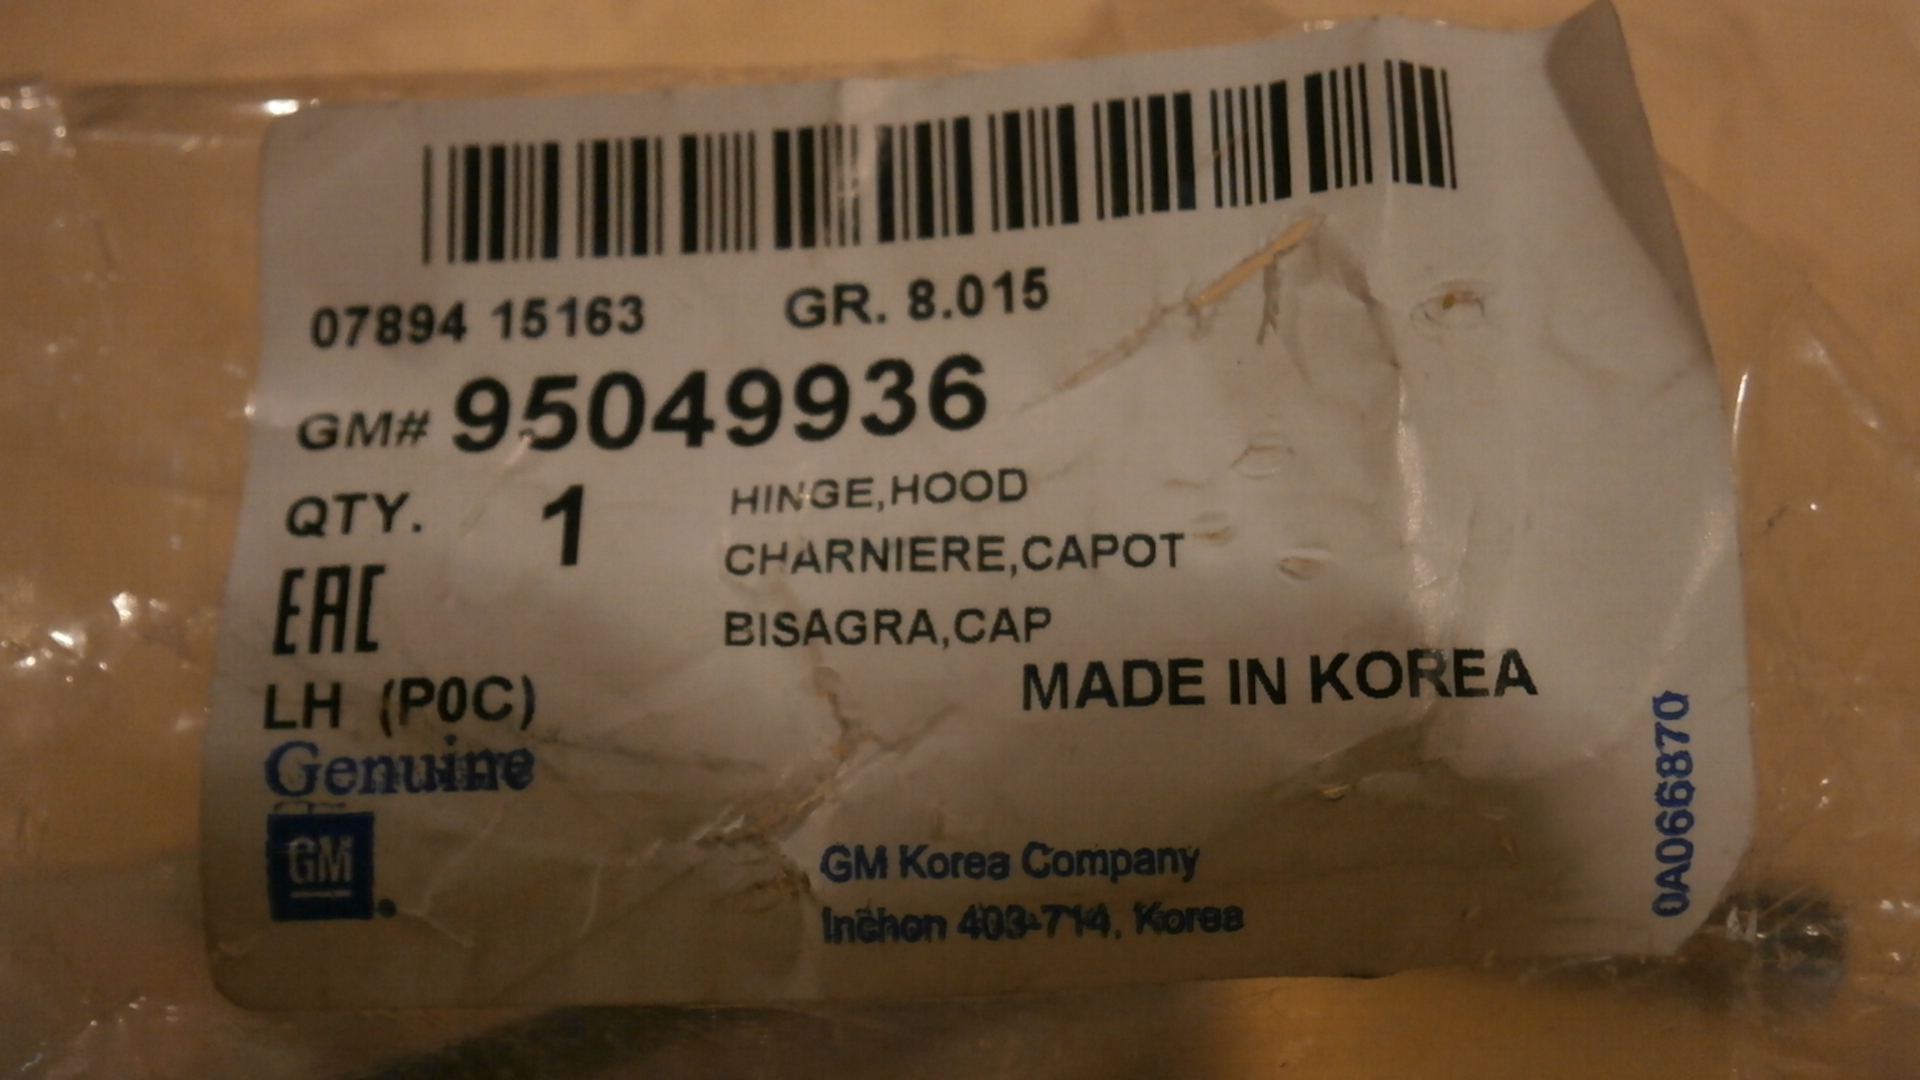 07894 15163 GR. 8.015
GM# 95049936
QTY. 1 HINGE,HOOD
CHARNIERE,CAPOT
EAC
BISAGRA,CAP
LH (P0C) MADE IN KOREA
Genuine
GM
GM Korea Company
Inchon 403-714, Korea
0A066870